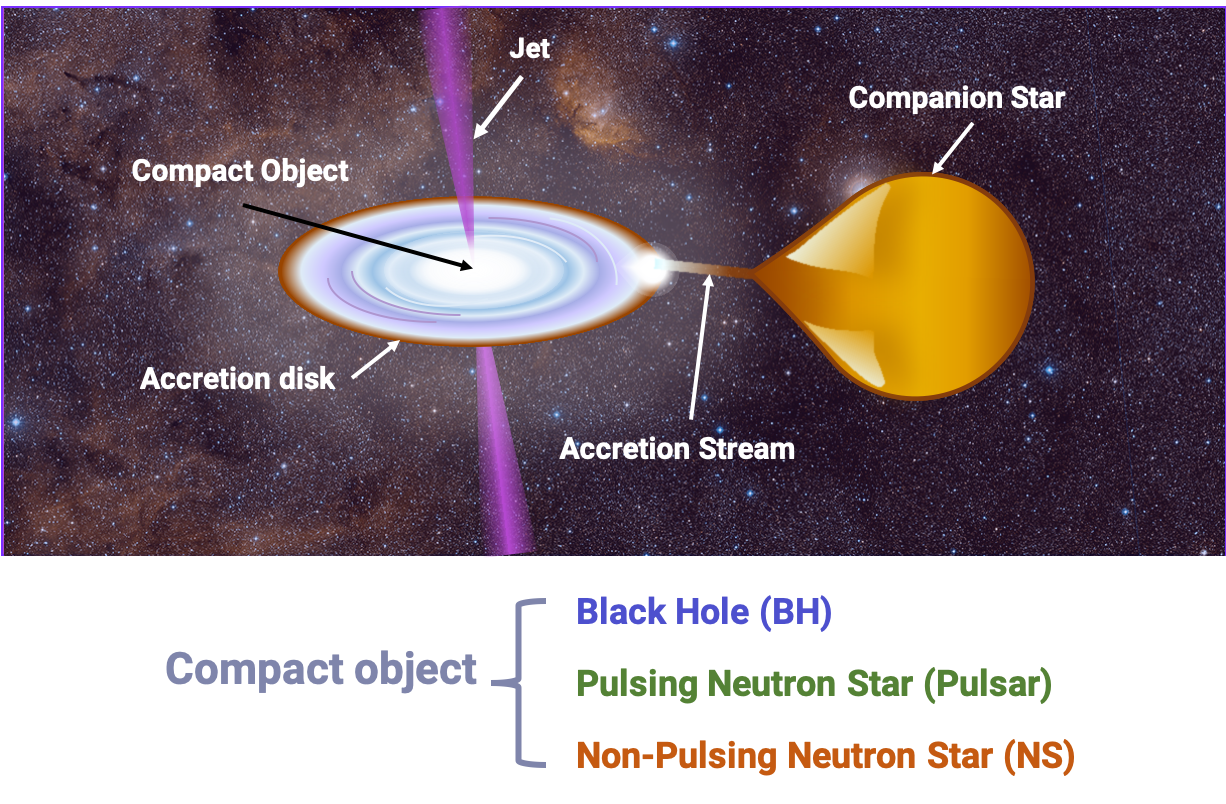 Jet
Companion Star
Compact Object
Accretion disk
Accretion Stream
Compact object
Black Hole (BH)
Pulsing Neutron Star (Pulsar)
Non-Pulsing Neutron Star (NS)